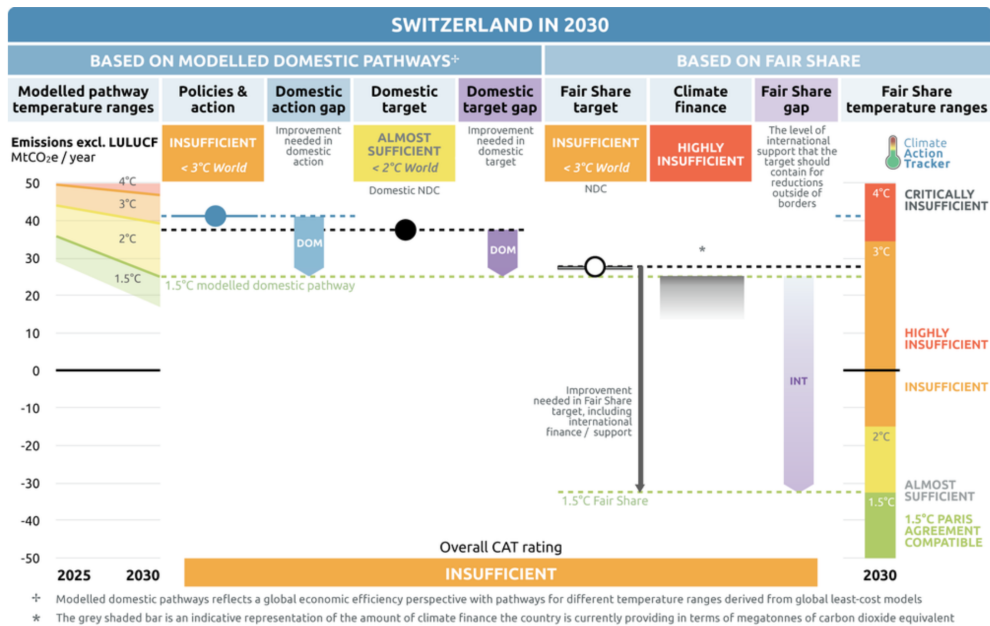 SWITZERLAND IN 2030
BASED ON MODELLED DOMESTIC PATHWAYS✢
BASED ON FAIR SHARE
Modelled pathway
temperature ranges
Policies &
action
Domestic
action gap
Domestic
target
Domestic
target gap
Fair Share
target
Climate
finance
Fair Share
gap
Fair Share
temperature ranges
Emissions excl. LULUCF
MtCO₂e / year
INSUFFICIENT
< 3°C World
Improvement
needed in
domestic
action
ALMOST
SUFFICIENT
< 2°C World
Domestic NDC
Improvement
needed in
domestic
target
INSUFFICIENT
< 3°C World
NDC
HIGHLY
INSUFFICIENT
The level of
international
support that the
target should
contain for
reductions
outside of
borders
Climate
Action
Tracker
50
40
30
20
10
0
-10
-20
-30
-40
-50
4°C
3°C
2°C
1.5°C
2025
2030
DOM
DOM
1.5°C modelled domestic pathway
*
Improvement
needed in Fair Share
target, including
international
finance / support
INT
1.5°C Fair Share
4°C
3°C
2°C
1.5°C
2030
CRITICALLY
INSUFFICIENT
HIGHLY
INSUFFICIENT
INSUFFICIENT
ALMOST
SUFFICIENT
1.5°C PARIS
AGREEMENT
COMPATIBLE
Overall CAT rating
INSUFFICIENT
✢ Modelled domestic pathways reflects a global economic efficiency perspective with pathways for different temperature ranges derived from global least-cost models
* The grey shaded bar is an indicative representation of the amount of climate finance the country is currently providing in terms of megatonnes of carbon dioxide equivalent